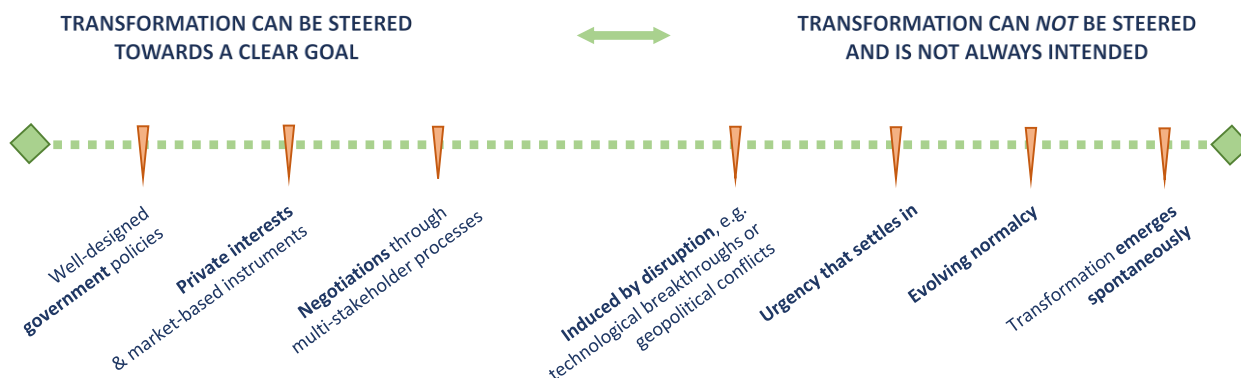 TRANSFORMATION CAN BE STEERED
TOWARDS A CLEAR GOAL
TRANSFORMATION CAN NOT BE STEERED
AND IS NOT ALWAYS INTENDED
Well-designed
government policies
Private interests
& market-based instruments
Negotiations through
multi-stakeholder processes
Induced by disruption, e.g.
technological breakthroughs or
geopolitical conflicts
Urgency that settles in
Evolving normalcy
Transformation emerges
spontaneously